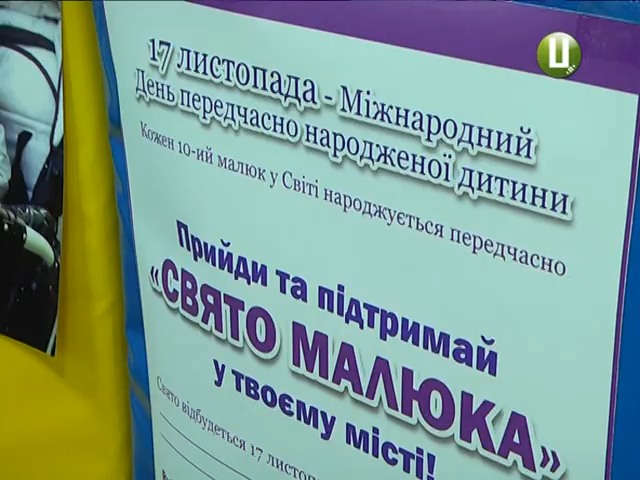 Ц
17 листопада - Міжнародний
День передчасно народженої дитини
Кожен 10-ий малюк у Світі народжується передчасно
Прийди та підтримай
«СВЯТО МАЛЮКА»
у твоєму місті!
Свято відбудеться 17 листоп